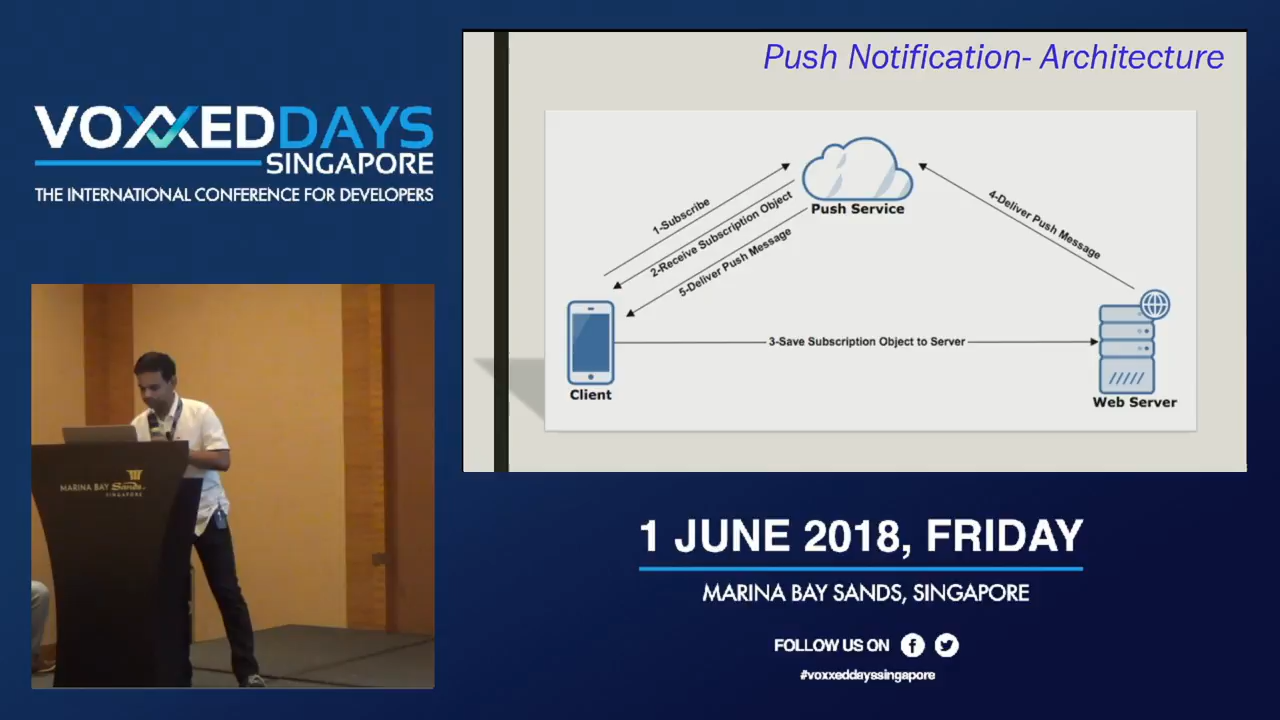 VOXXEDDAYS
SINGAPORE
THE INTERNATIONAL CONFERENCE FOR DEVELOPERS
Push Notification- Architecture
Push Service
1-Subscribe
2-Receive Subscription Object
5-Deliver Push Message
4-Deliver Push Message
3-Save Subscription Object to Server
Client
Web Server
MARINA BAY Sands
SINGAPORE
1 JUNE 2018, FRIDAY
MARINA BAY SANDS, SINGAPORE
FOLLOW US ON
#voxxeddayssingapore